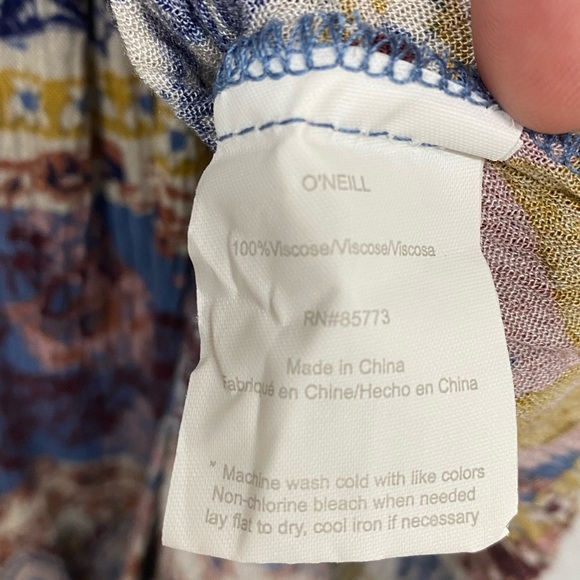 O'NEILL
100%Viscose/Viscose/Viscosa
RN#85773
Made in China
Fabriqué en Chine/Hecho en China
* Machine wash cold with like colors
Non-chlorine bleach when needed
lay flat to dry, cool iron if necessary